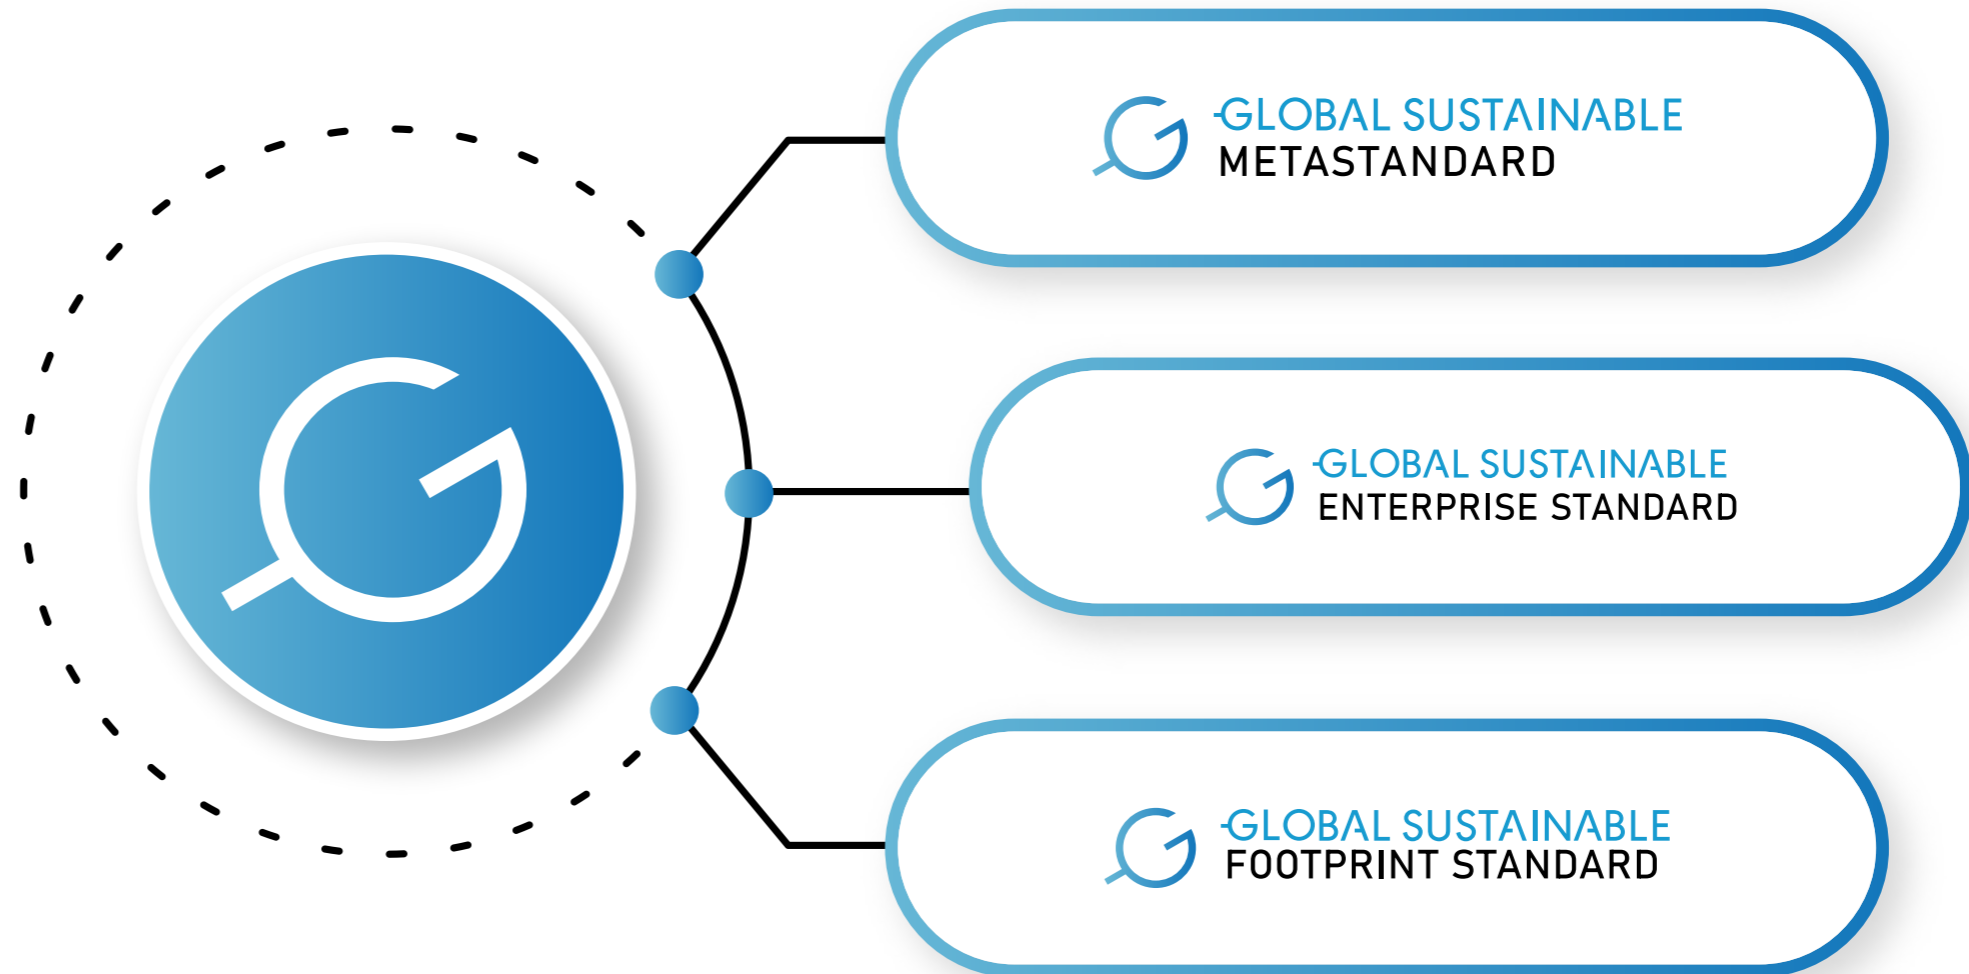 GLOBAL SUSTAINABLE
METASTANDARD
GLOBAL SUSTAINABLE
ENTERPRISE STANDARD
GLOBAL SUSTAINABLE
FOOTPRINT STANDARD